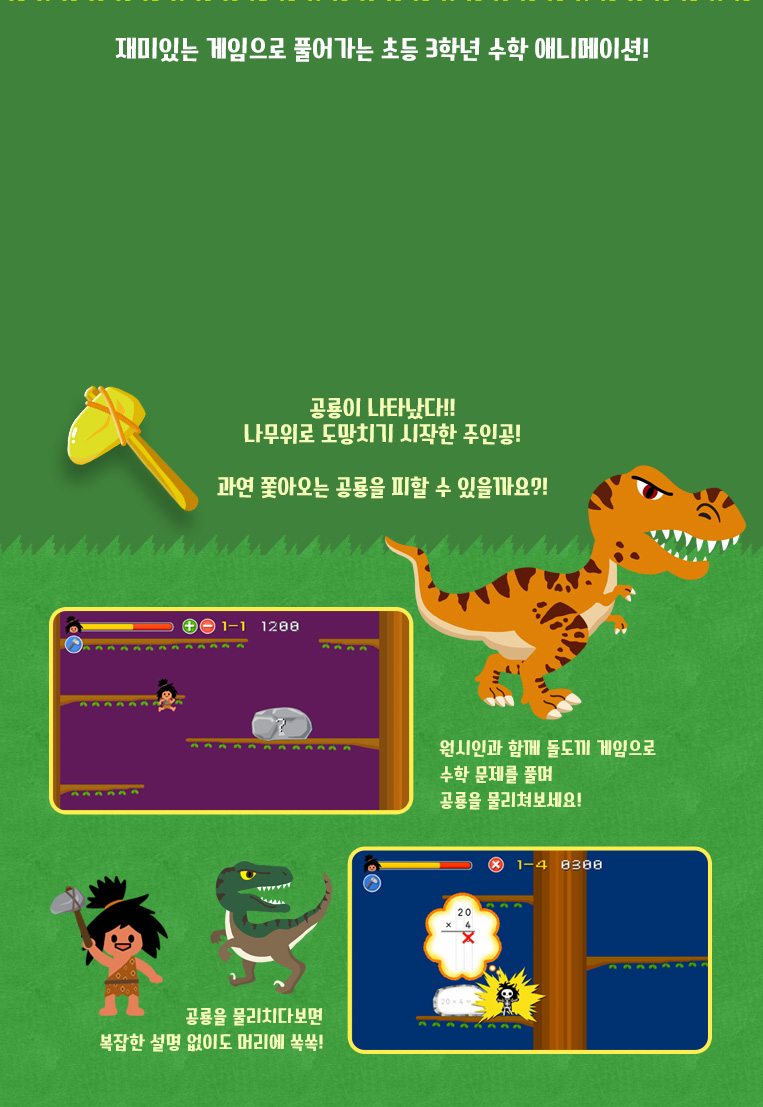 재미있는 게임으로 풀어가는 초등 3학년 수학 애니메이션!
공룡이 나타났다!!
나무위로 도망치기 시작한 주인공!
과연 쫓아오는 공룡을 피할 수 있을까요?!
1-1 1200
?
원시인과 함께 돌도끼 게임으로
수학 문제를 풀며
공룡을 물리쳐보세요!
1-4 0300
20
× 4
20×4=
공룡을 물리치다보면
복잡한 설명 없이도 머리에 쏙쏙!